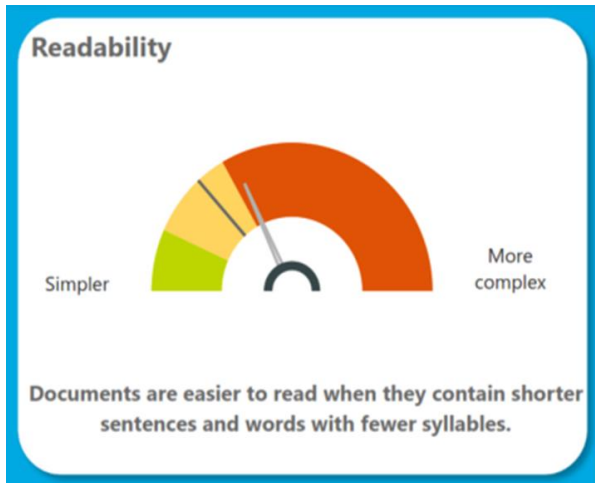 Readability
Simpler
More
complex
Documents are easier to read when they contain shorter
sentences and words with fewer syllables.